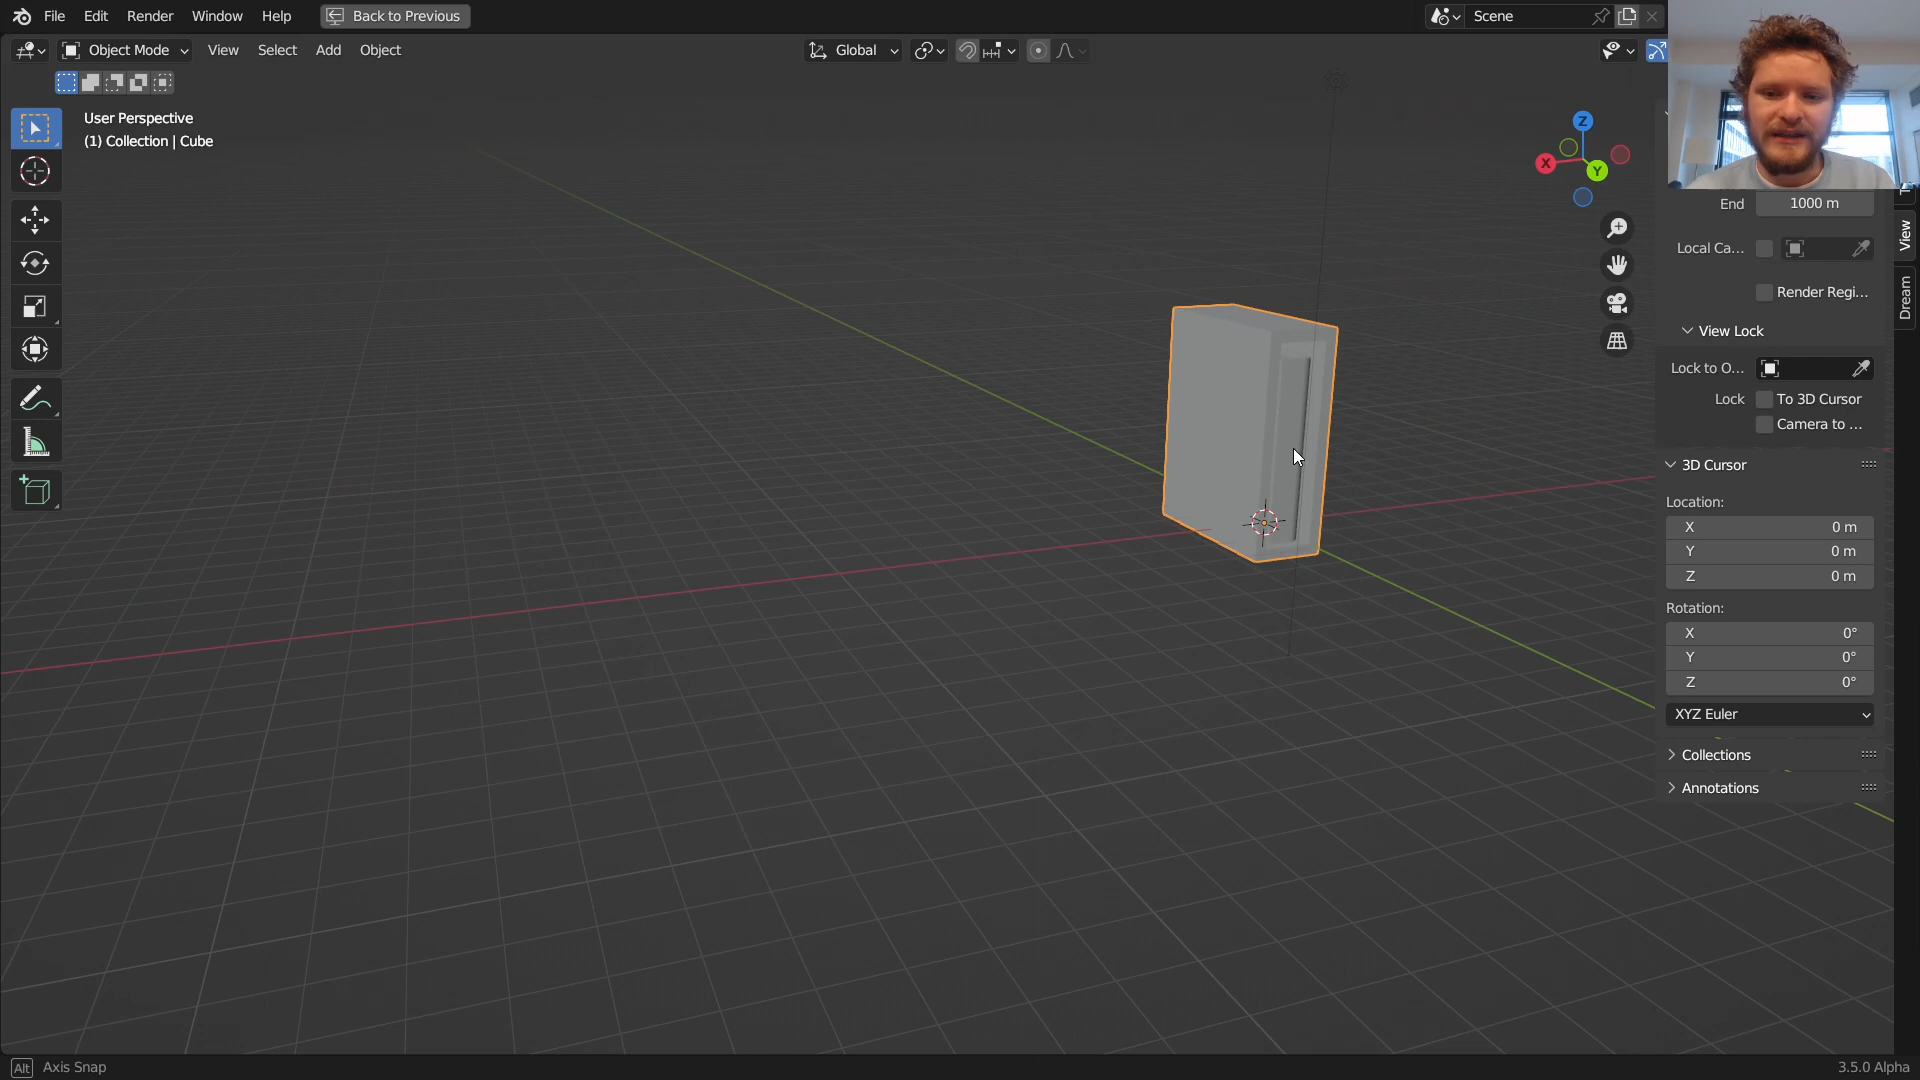 File Edit Render Window Help Back to Previous Scene
Object Mode View Select Add Object Global
User Perspective
(1) Collection | Cube
Z
X
Y
End 1000 m
View
Local Ca...
Dream
Render Regi...
View Lock
Lock to O...
Lock To 3D Cursor
Camera to ...
3D Cursor
Location:
X 0 m
Y 0 m
Z 0 m
Rotation:
X 0°
Y 0°
Z 0°
XYZ Euler
Collections
Annotations
Alt Axis Snap 3.5.0 Alpha